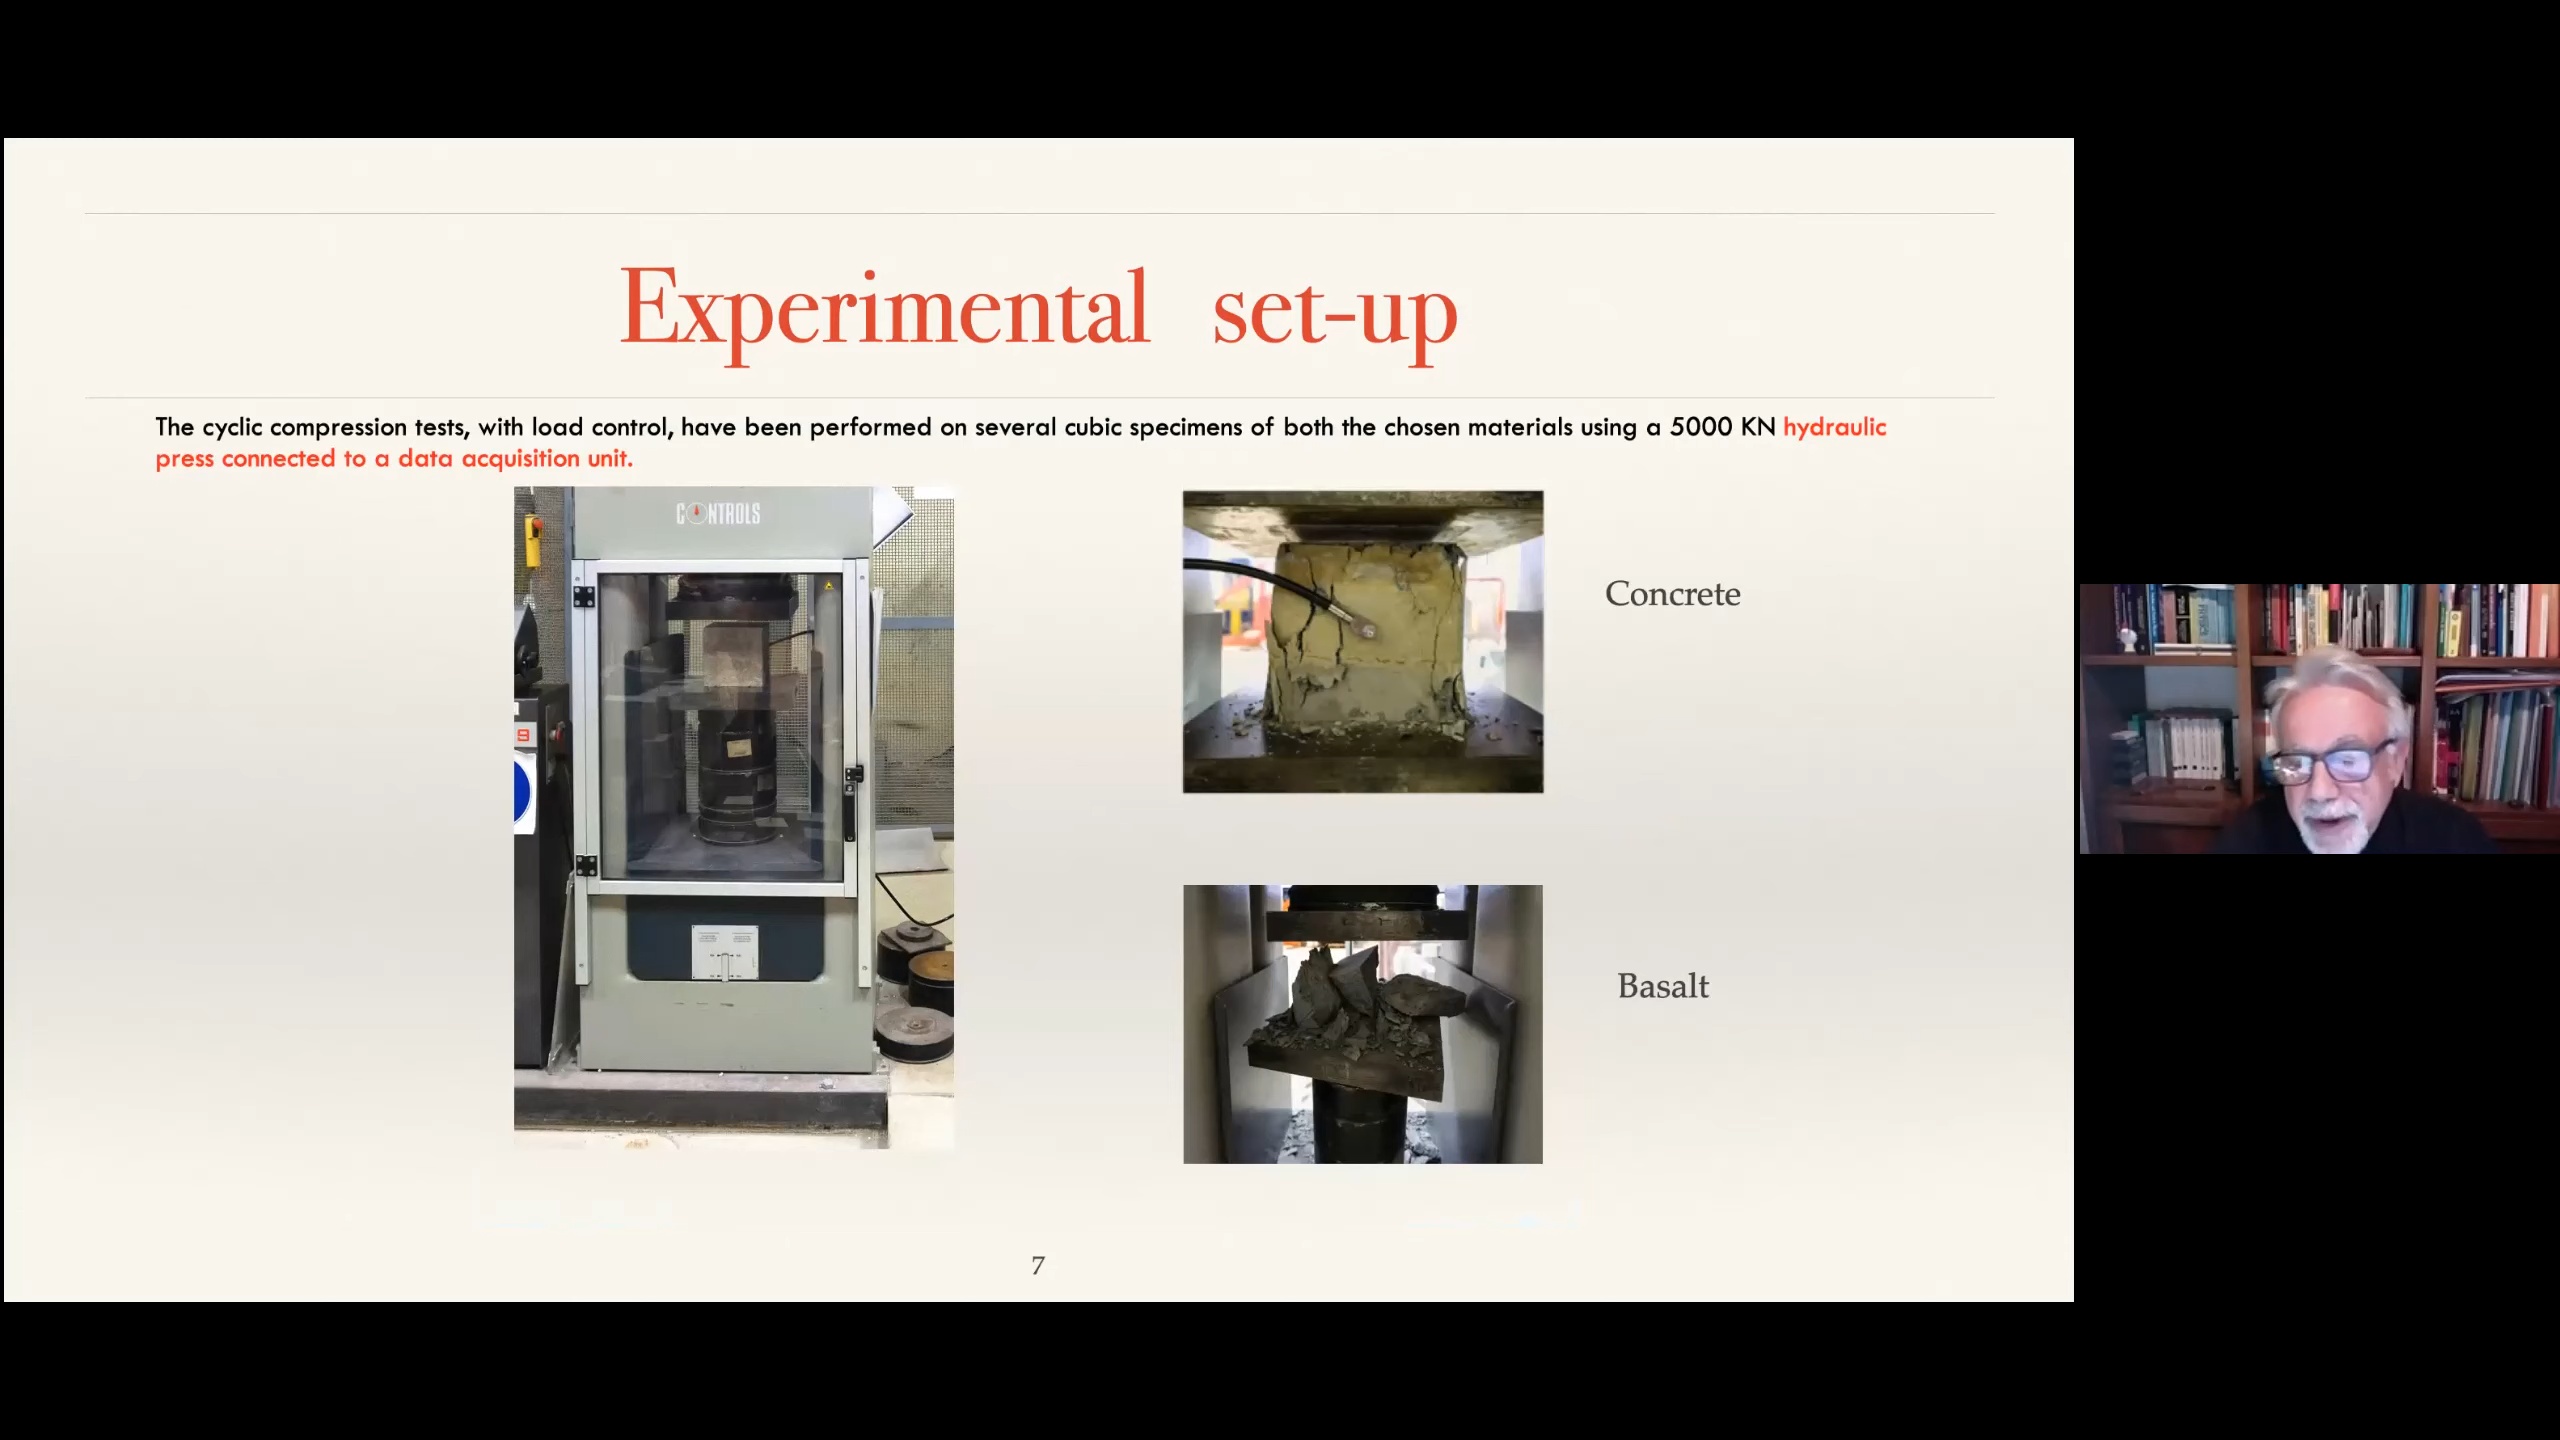 Experimental set-up
The cyclic compression tests, with load control, have been performed on several cubic specimens of both the chosen materials using a 5000 KN hydraulic
press connected to a data acquisition unit.
CONTROLS
9
Concrete
Basalt
7